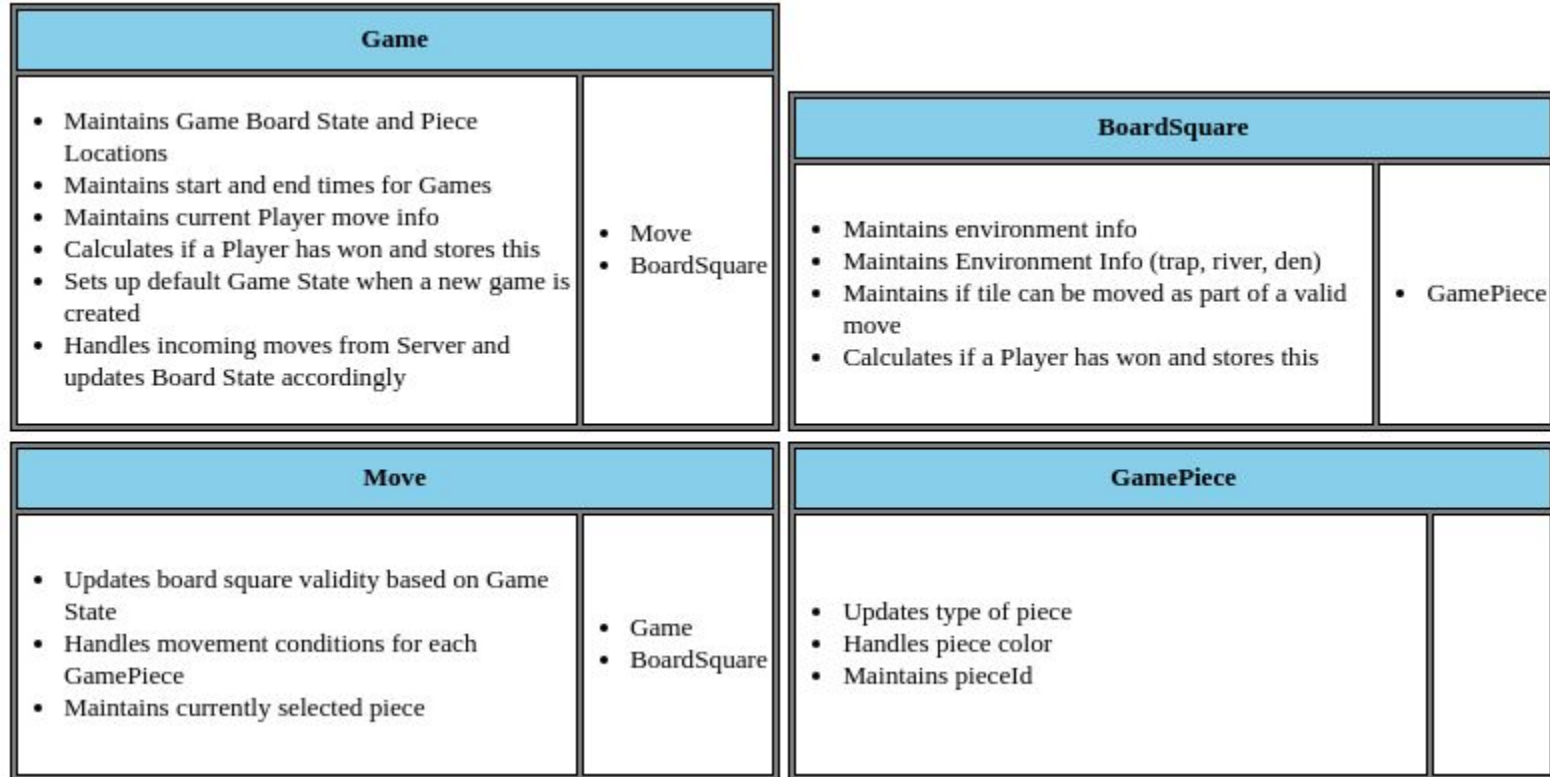 Game
• Maintains Game Board State and Piece
Locations
• Maintains start and end times for Games
• Maintains current Player move info
• Calculates if a Player has won and stores this
• Sets up default Game State when a new game is
created
• Handles incoming moves from Server and
updates Board State accordingly
• Move
• BoardSquare
BoardSquare
• Maintains environment info
• Maintains Environment Info (trap, river, den)
• Maintains if tile can be moved as part of a valid
move
• Calculates if a Player has won and stores this
• GamePiece
Move
• Updates board square validity based on Game
State
• Handles movement conditions for each
GamePiece
• Maintains currently selected piece
• Game
• BoardSquare
GamePiece
• Updates type of piece
• Handles piece color
• Maintains pieceId